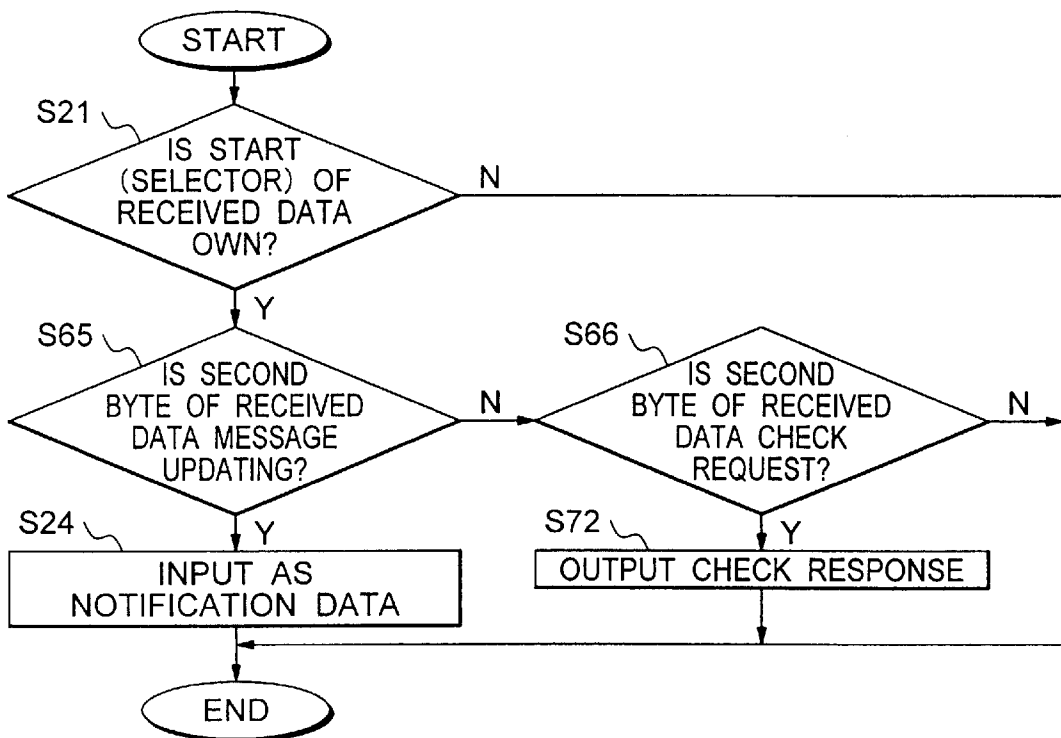 START
S21
IS START
(SELECTOR) OF
RECEIVED DATA
OWN?
N
Y
S65
IS SECOND
BYTE OF RECEIVED
DATA MESSAGE
UPDATING?
N
S66
IS SECOND
BYTE OF RECEIVED
DATA CHECK
REQUEST?
N
Y
S24
INPUT AS
NOTIFICATION DATA
Y
S72
OUTPUT CHECK RESPONSE
END